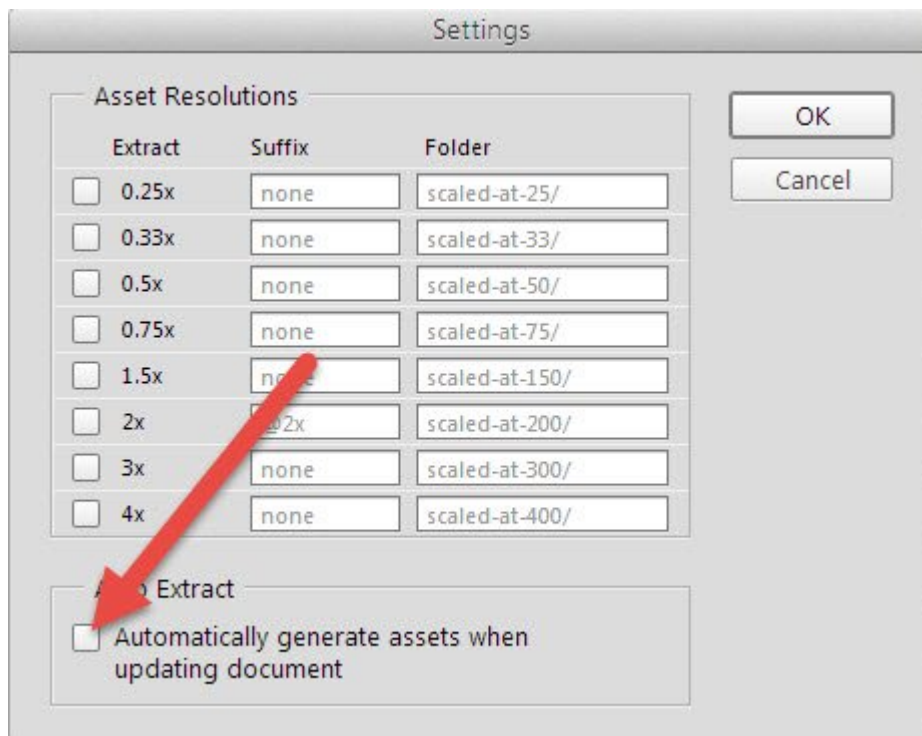 Settings
Asset Resolutions
OK
Extract Suffix Folder
Cancel
0.25x none scaled-at-25/
0.33x none scaled-at-33/
0.5x none scaled-at-50/
0.75x none scaled-at-75/
1.5x none scaled-at-150/
2x @2x scaled-at-200/
3x none scaled-at-300/
4x none scaled-at-400/
Extract
Automatically generate assets when
updating document